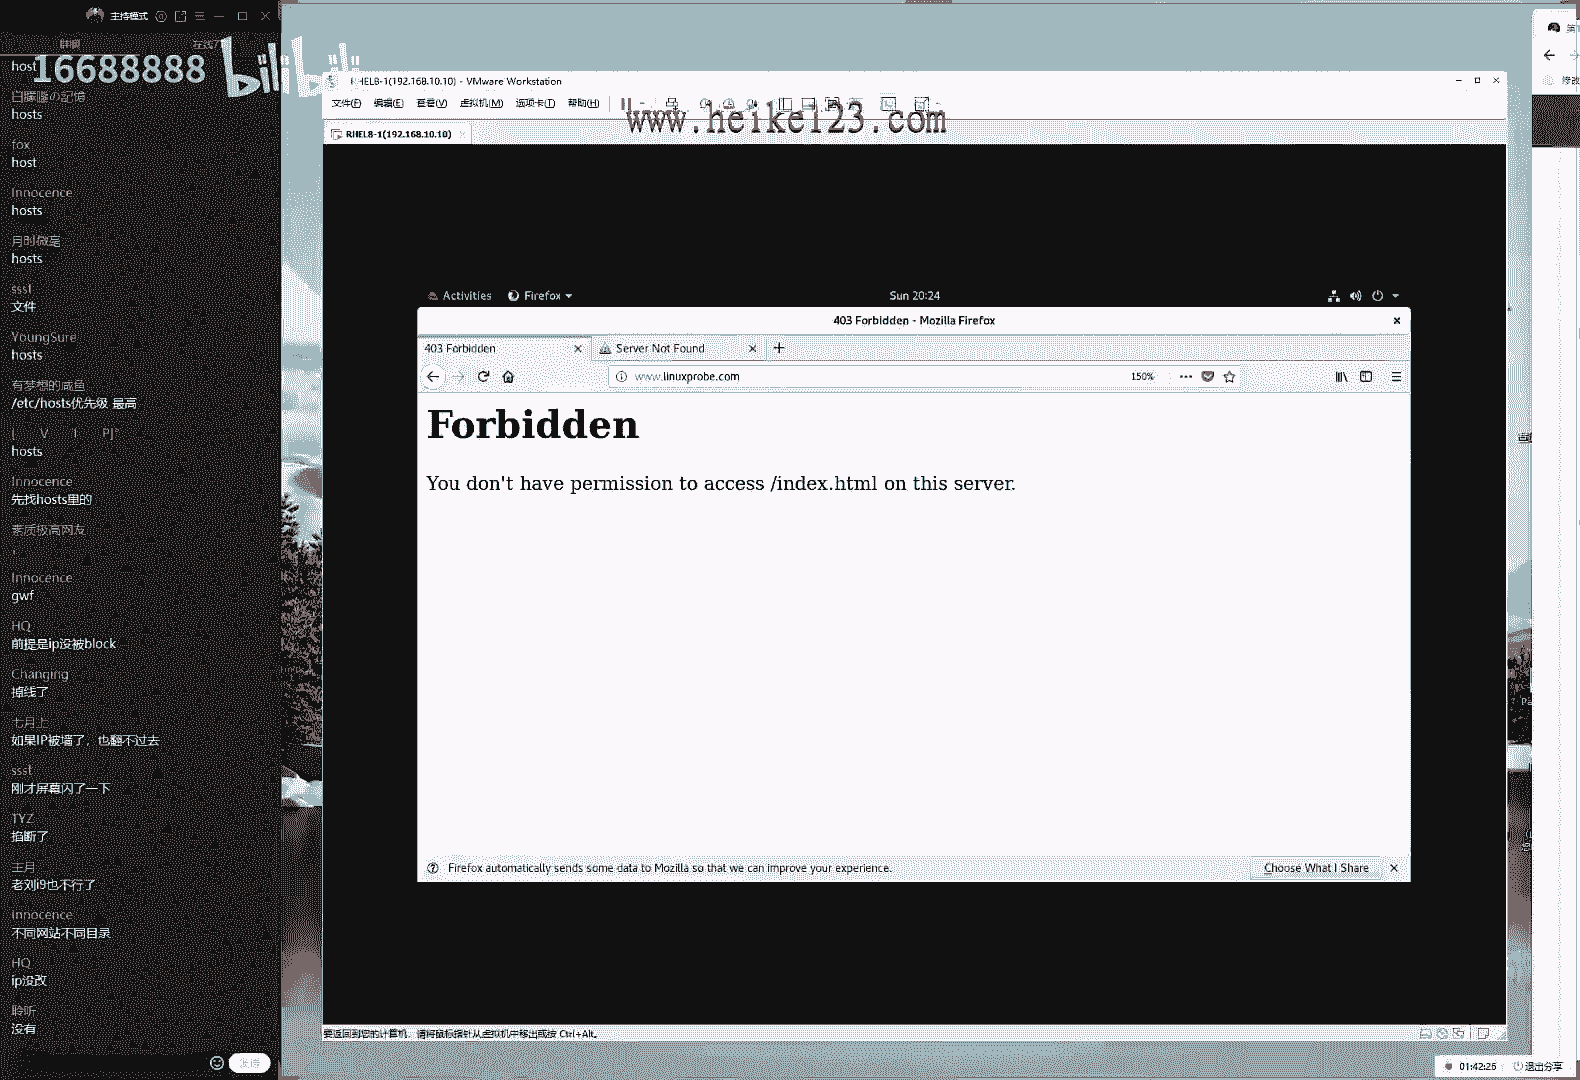 主持模式
群聊
host
16688888
bilibili
白朦朦の記憶
hosts
fox
host
Innocence
hosts
月时微毫
hosts
sssl
文件
YoungSure
hosts
有梦想的咸鱼
/etc/hosts优先级 最高
[ V I P]°
hosts
Innocence
先找hosts里的
素质极高网友
Innocence
gwf
HQ
前提是ip没被block
Changing
掉线了
七月上
如果IP被墙了，也翻不过去
sssl
刚才屏幕闪了一下
TYZ
掐断了
王月
老刘i9也不行了
Innocence
不同网站不同目录
HQ
ip没改
聆听
没有
发送
RHEL8-1(192.168.10.10) - VMware Workstation
文件(F) 编辑(E) 查看(V) 虚拟机(M) 选项卡(T) 帮助(H)
www.heike123.com
RHEL8-1(192.168.10.10)
Activities Firefox
Sun 20:24
403 Forbidden - Mozilla Firefox
403 Forbidden
Server Not Found
www.linuxprobe.com
150%
Forbidden
You don't have permission to access /index.html on this server.
Firefox automatically sends some data to Mozilla so that we can improve your experience.
Choose What I Share
要返回到您的计算机，请将鼠标指针从虚拟机中移出或按 Ctrl+Alt。
修改
01:42:26
退出分享